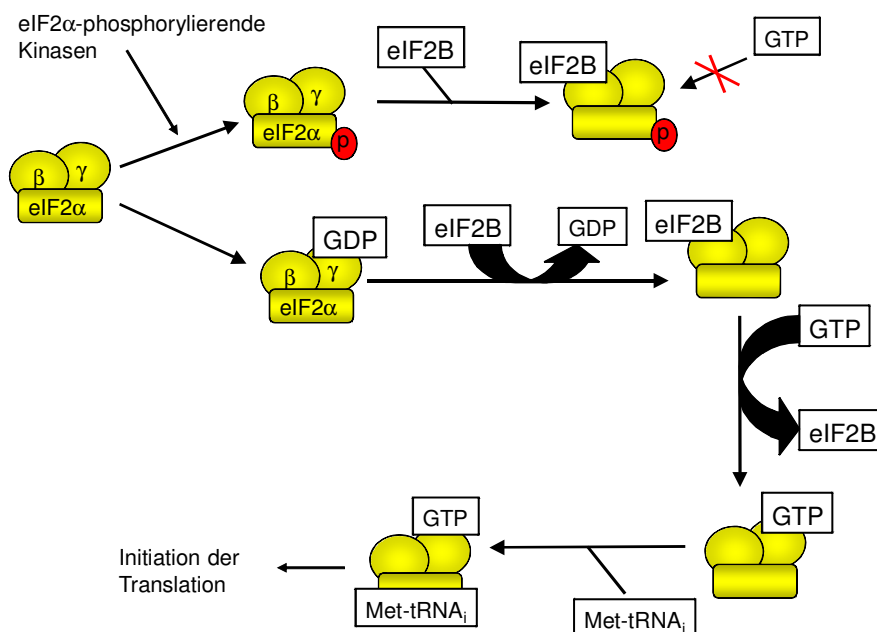 eIF2α-phosphorylierende
Kinasen
eIF2B
eIF2B
GTP
β γ
eIF2α
p
p
β γ
eIF2α
GDP
eIF2B
GDP
eIF2B
β γ
eIF2α
GTP
eIF2B
GTP
GTP
Initiation der
Translation
Met-tRNAi
Met-tRNAi